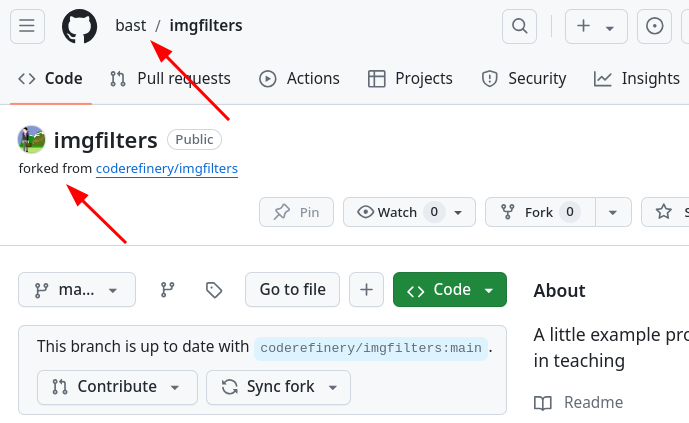 bast / imgfilters
Code Pull requests Actions Projects Security Insights
imgfilters Public
forked from coderefinery/imgfilters
Pin Watch 0 Fork 0
ma... Go to file Code
About
This branch is up to date with coderefinery/imgfilters:main.
A little example pro
in teaching
Contribute Sync fork
Readme